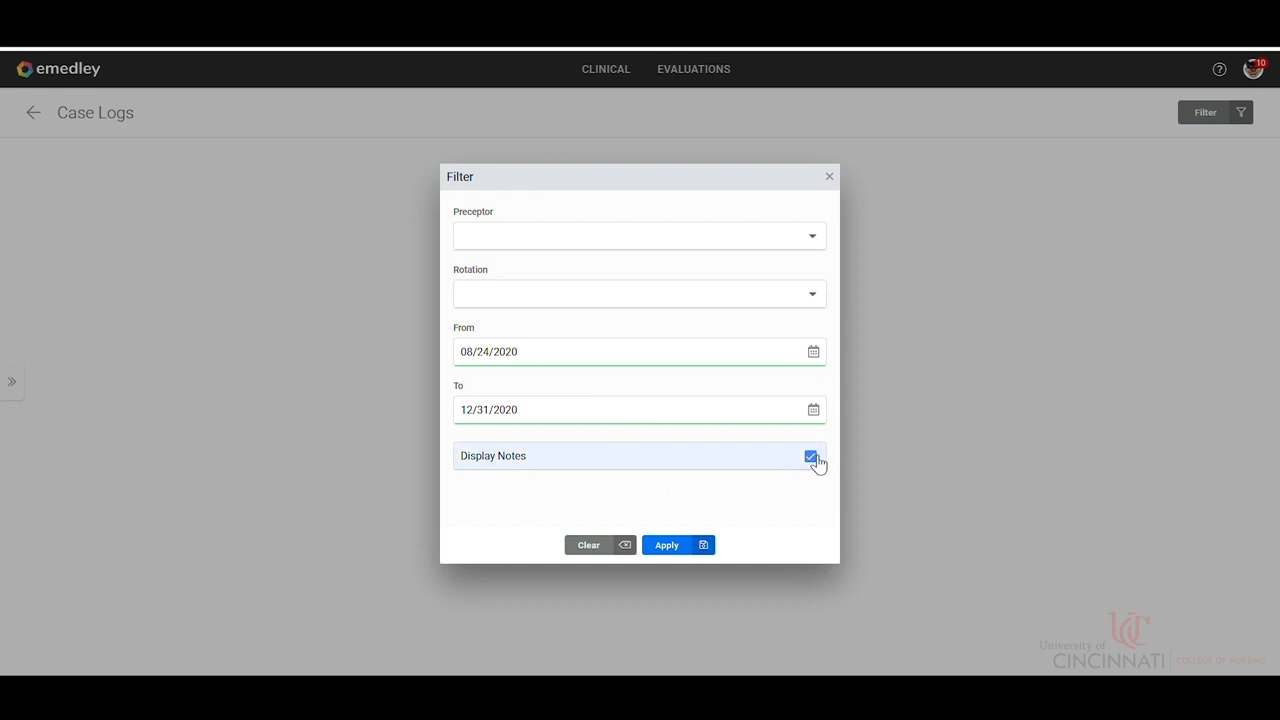 emedley
CLINICAL
EVALUATIONS
10
Case Logs
Filter
Filter
Preceptor
Rotation
From
08/24/2020
To
12/31/2020
Display Notes
Clear
Apply
University of
CINCINNATI
COLLEGE OF NURSING